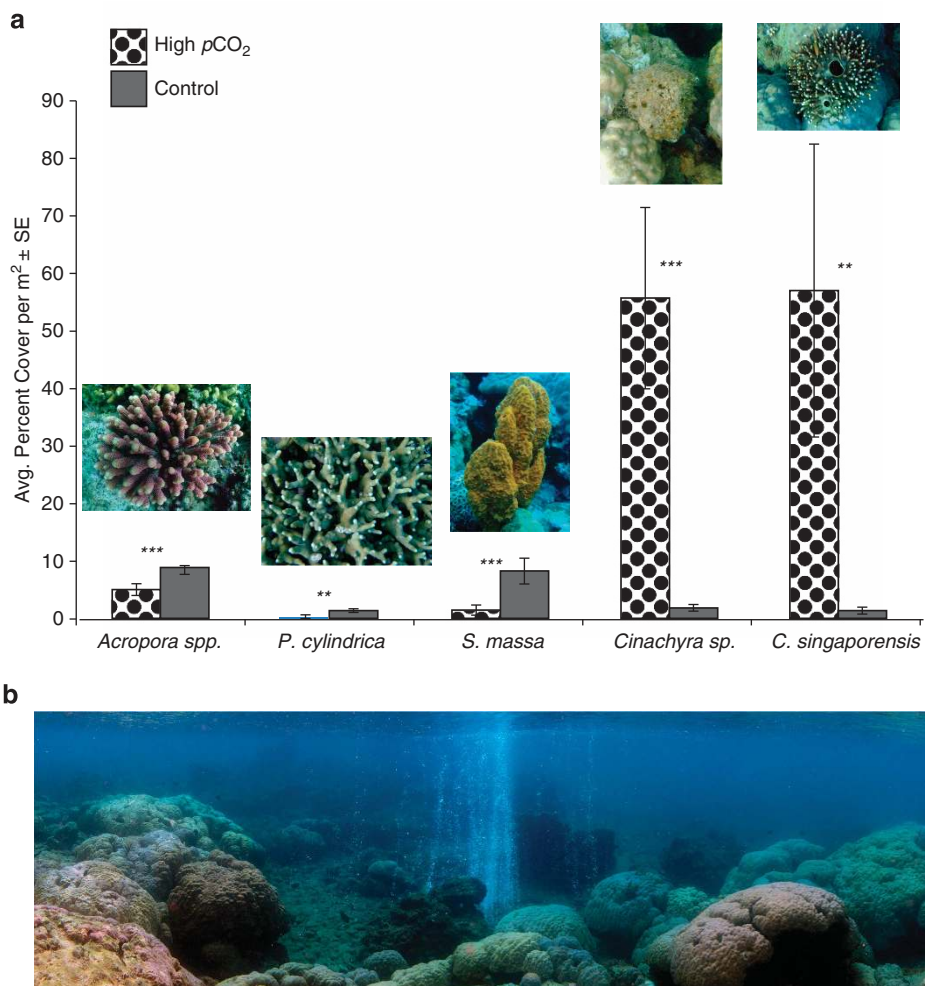 a
High pCO2
Control
Avg. Percent Cover per m2 ± SE
90
80
70
60
50
40
30
20
10
0
***
**
***
***
**
Acropora spp.
P. cylindrica
S. massa
Cinachyra sp.
C. singaporensis
b